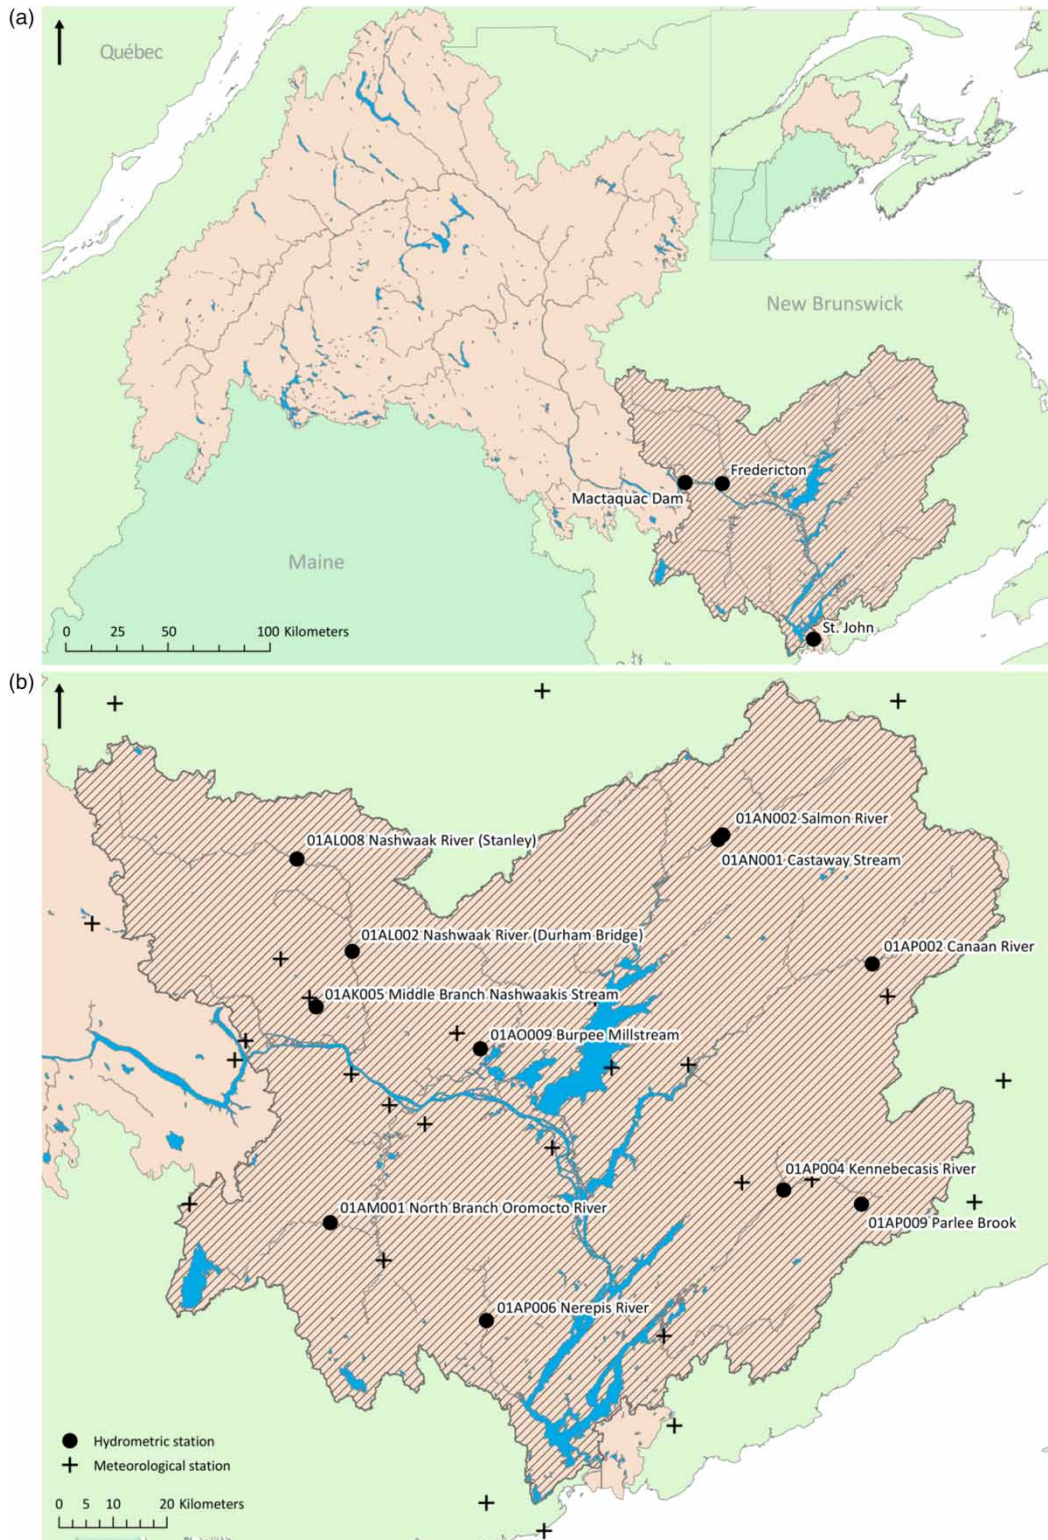 (a)
Québec
New Brunswick
Fredericton
Mactaquac Dam
Maine
St. John
0 25 50 100 Kilometers
(b)
01AN002 Salmon River
01AL008 Nashwaak River (Stanley)
01AN001 Castaway Stream
01AL002 Nashwaak River (Durham Bridge)
01AP002 Canaan River
01AK005 Middle Branch Nashwaakis Stream
01AO009 Burpee Millstream
01AP004 Kennebecasis River
01AM001 North Branch Oromocto River
01AP009 Parlee Brook
01AP006 Nerepis River
Hydrometric station
Meteorological station
0 5 10 20 Kilometers